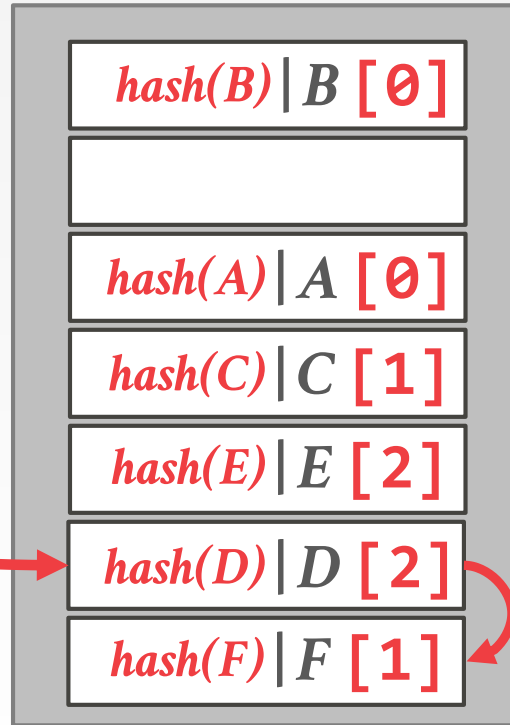 hash(B) | B [0]
hash(A) | A [0]
hash(C) | C [1]
hash(E) | E [2]
hash(D) | D [2]
hash(F) | F [1]